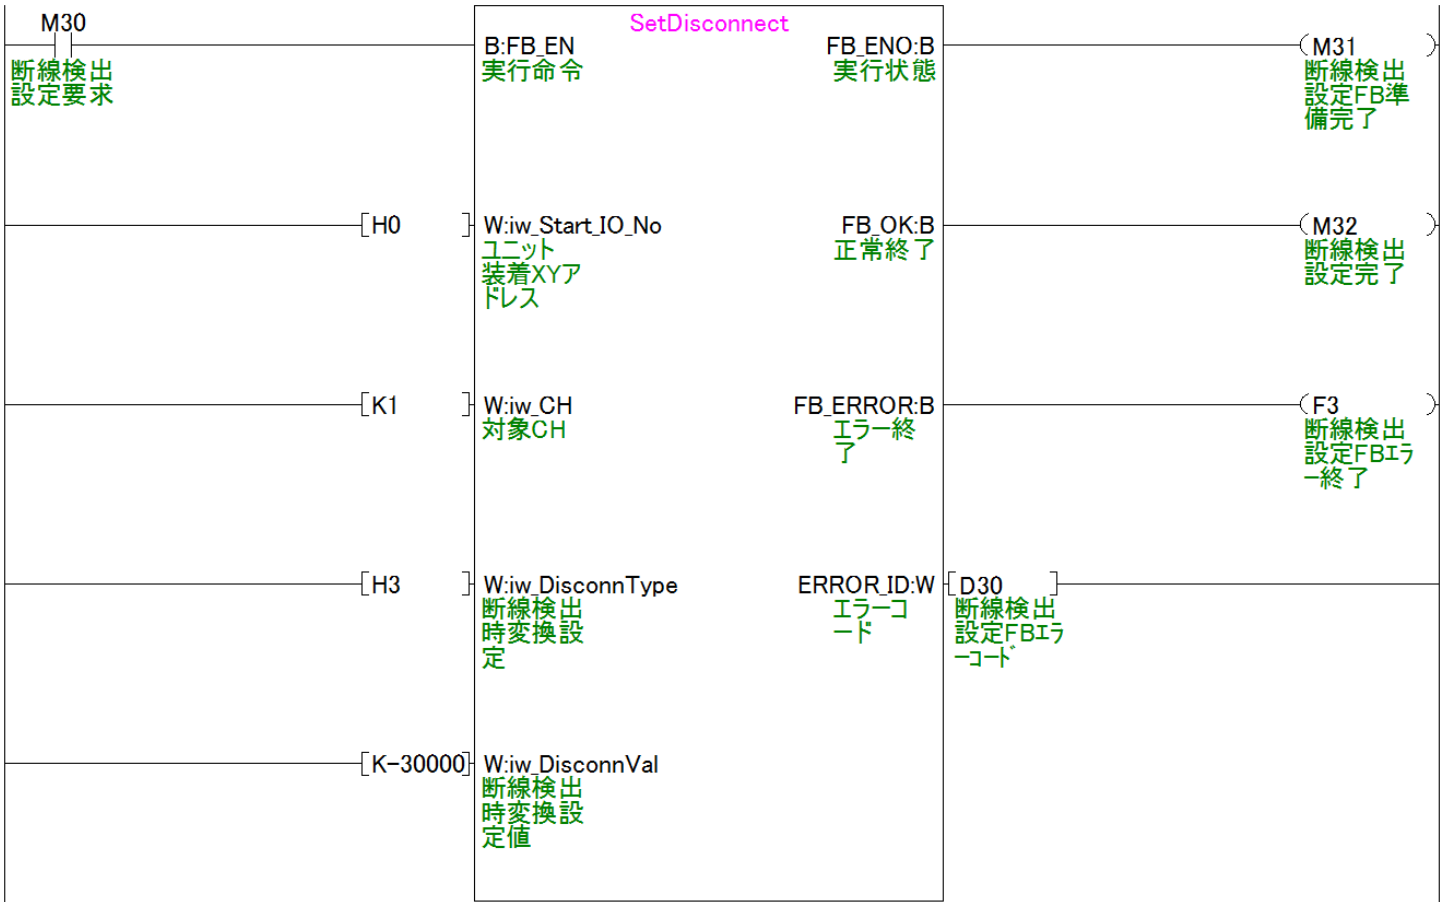 M30
断線検出
設定要求
SetDisconnect
B:FB_EN
実行命令
FB_ENO:B
実行状態
M31
断線検出
設定FB準
備完了
H0
W:iw_Start_IO_No
ユニット
装着XYア
ドレス
FB_OK:B
正常終了
M32
断線検出
設定完了
K1
W:iw_CH
対象CH
FB_ERROR:B
エラー終
了
F3
断線検出
設定FBｴﾗ
ｰ終了
H3
W:iw_DisconnType
断線検出
時変換設
定
ERROR_ID:W
エラーコ
ード
D30
断線検出
設定FBｴﾗ
ｰｺｰﾄﾞ
K-30000
W:iw_DisconnVal
断線検出
時変換設
定値